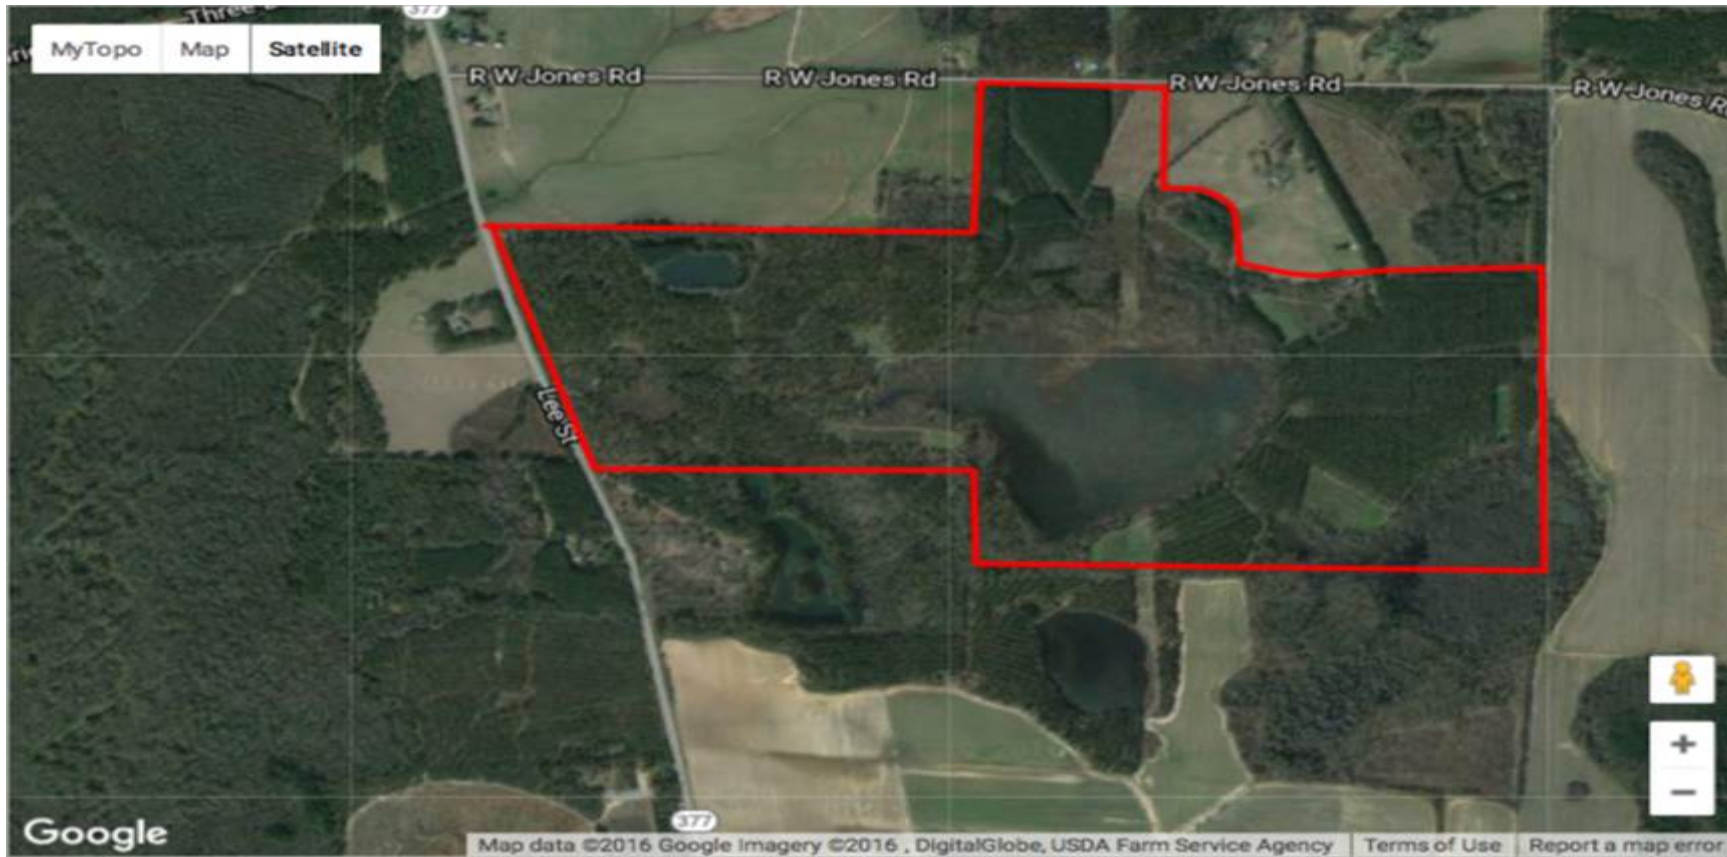 377
MyTopo Map Satellite
R W Jones Rd R W Jones Rd R W Jones Rd R W Jones
Lee St
377
Google
Map data ©2016 Google Imagery ©2016 , DigitalGlobe, USDA Farm Service Agency Terms of Use Report a map error